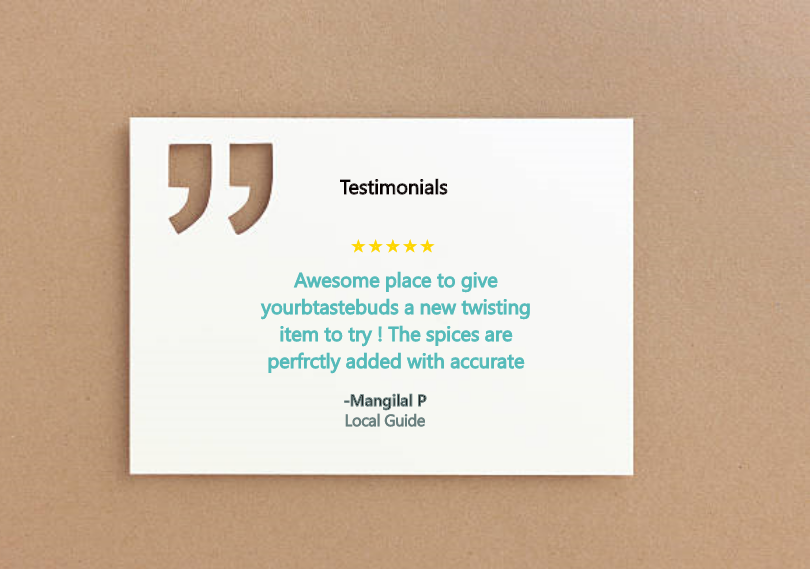 Testimonials
★★★★★
Awesome place to give
yourbtastebuds a new twisting
item to try ! The spices are
perfrctly added with accurate
-Mangilal P
Local Guide